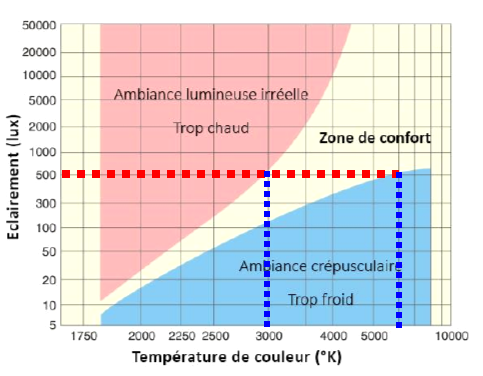 50000
20000
10000
5000
2000
1000
500
300
100
50
20
10
5
Eclairement (lux)
Ambiance lumineuse irréelle
Trop chaud
Zone de confort
Ambiance crépusculaire
Trop froid
1750 2000 2250 2500 3000 4000 5000 10000
Température de couleur (°K)